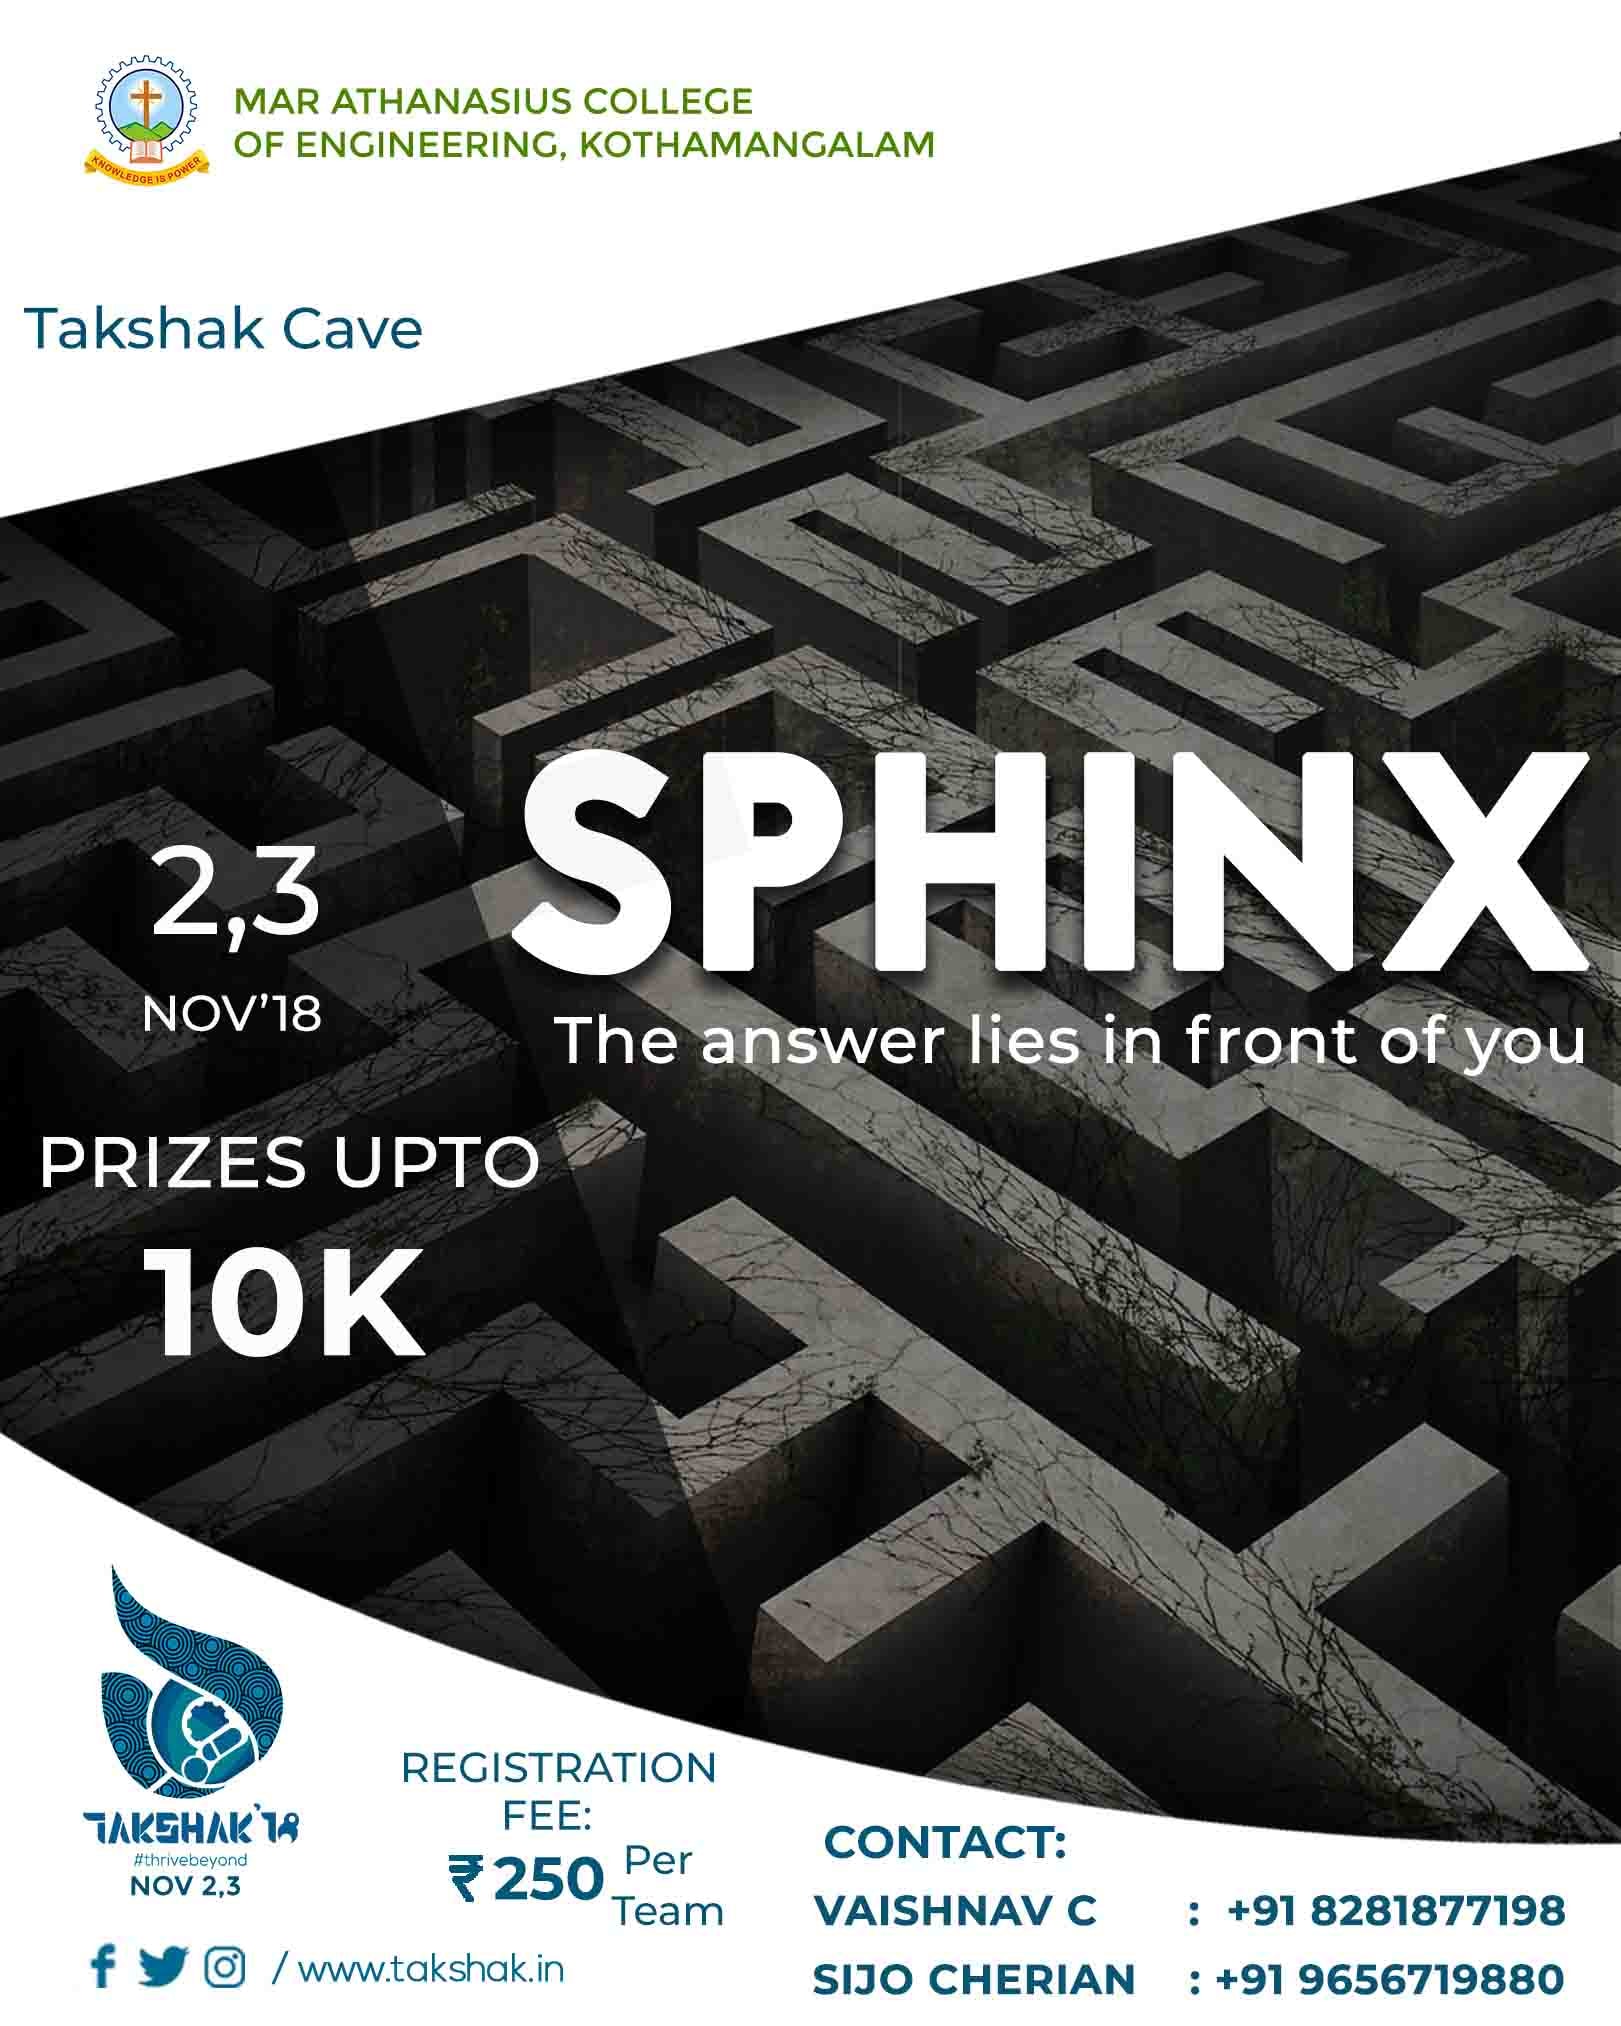 MAR ATHANASIUS COLLEGE
OF ENGINEERING, KOTHAMANGALAM
KNOWLEDGE IS POWER
Takshak Cave
SPHINX
The answer lies in front of you
2,3
NOV'18
PRIZES UPTO
10K
TAKSHAK'18
#thrivebeyond
NOV 2,3
/ www.takshak.in
REGISTRATION
FEE:
₹250 Per
Team
CONTACT:
VAISHNAV C : +91 8281877198
SIJO CHERIAN : +91 9656719880